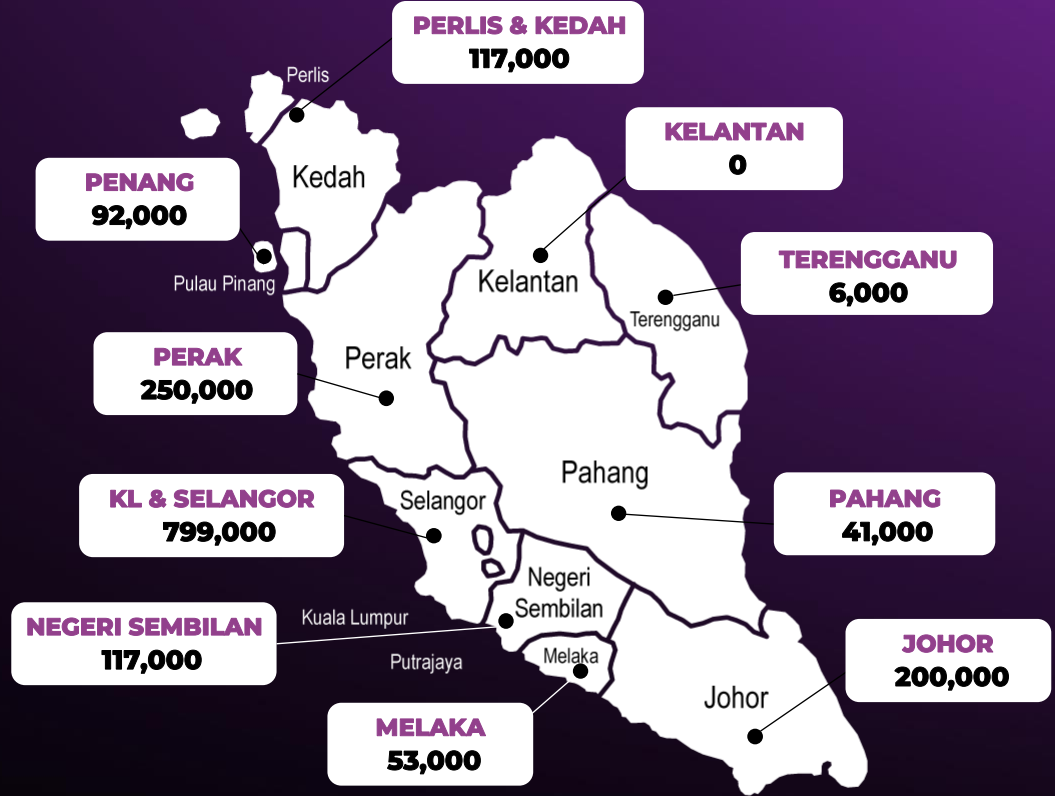 PERLIS & KEDAH
117,000
Perlis
KELANTAN
0
Kedah
PENANG
92,000
Pulau Pinang
Kelantan
TERENGGANU
6,000
Terengganu
PERAK
250,000
Perak
Pahang
KL & SELANGOR
799,000
Selangor
PAHANG
41,000
Negeri
Sembilan
Kuala Lumpur
NEGERI SEMBILAN
117,000
Putrajaya
Melaka
JOHOR
200,000
Johor
MELAKA
53,000